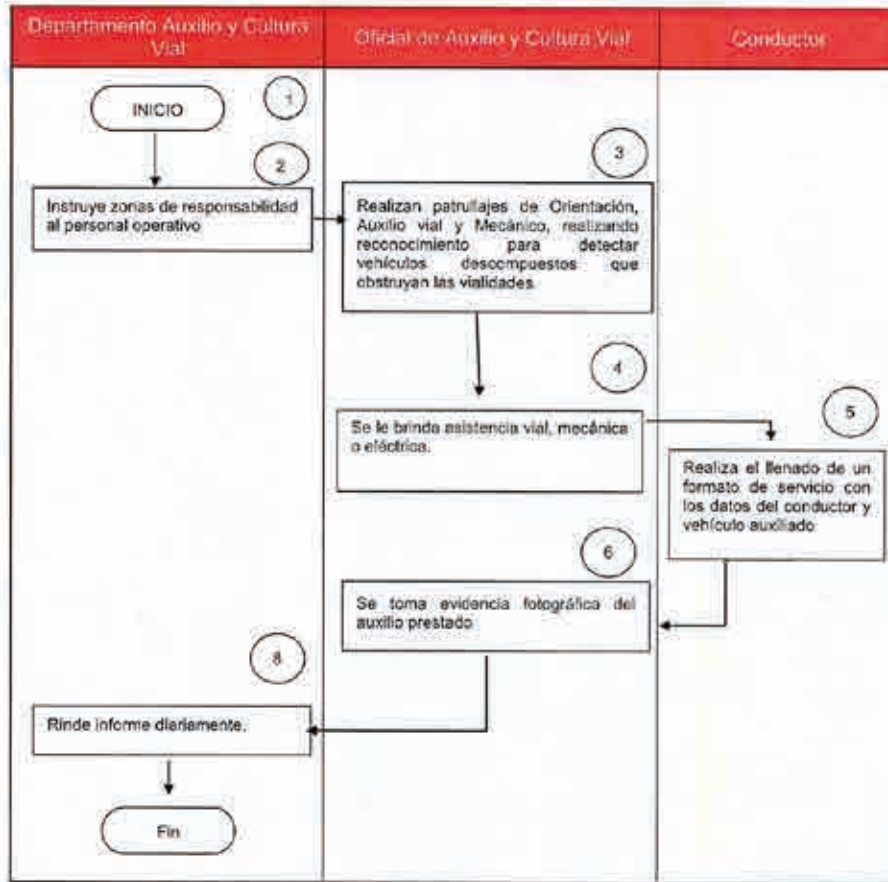 Departamento Auxilio y Cultura
Vial
Oficial de Auxilio y Cultura Vial
Conductor
INICIO
1
2
Instruye zonas de responsabilidad
al personal operativo
3
Realizan patrullajes de Orientación,
Auxilio vial y Mecánico, realizando
reconocimiento para detectar
vehículos descompuestos que
obstruyan las vialidades
4
Se le brinda asistencia vial, mecánica
o eléctrica.
5
Realiza el llenado de un
formato de servicio con
los datos del conductor y
vehículo auxiliado
6
Se toma evidencia fotográfica del
auxilio prestado
8
Rinde informe diariamente.
Fin